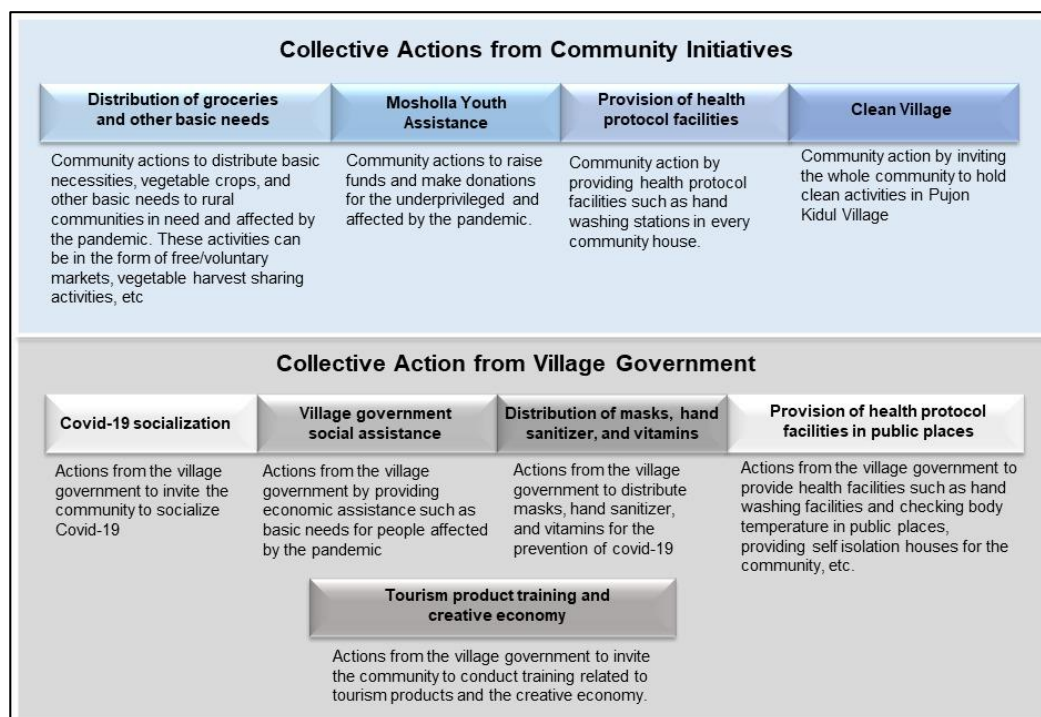 Collective Actions from Community Initiatives
Distribution of groceries
and other basic needs
Community actions to distribute basic
necessities, vegetable crops, and
other basic needs to rural
communities in need and affected by
the pandemic. These activities can
be in the form of free/voluntary
markets, vegetable harvest sharing
activities, etc
Mosholla Youth
Assistance
Community actions to raise
funds and make donations
for the underprivileged and
affected by the pandemic.
Provision of health
protocol facilities
Community action by
providing health protocol
facilities such as hand
washing stations in every
community house.
Clean Village
Community action by inviting
the whole community to hold
clean activities in Pujon
Kidul Village
Collective Action from Village Government
Covid-19 socialization
Actions from the village
government to invite the
community to socialize
Covid-19
Village government
social assistance
Actions from the village
government by providing
economic assistance such as
basic needs for people affected
by the pandemic
Distribution of masks, hand
sanitizer, and vitamins
Actions from the village
government to distribute
masks, hand sanitizer,
and vitamins for the
prevention of covid-19
Provision of health protocol
facilities in public places
Actions from the village government to
provide health facilities such as hand
washing facilities and checking body
temperature in public places,
providing self isolation houses for the
community, etc.
Tourism product training and
creative economy
Actions from the village government to invite
the community to conduct training related to
tourism products and the creative economy.